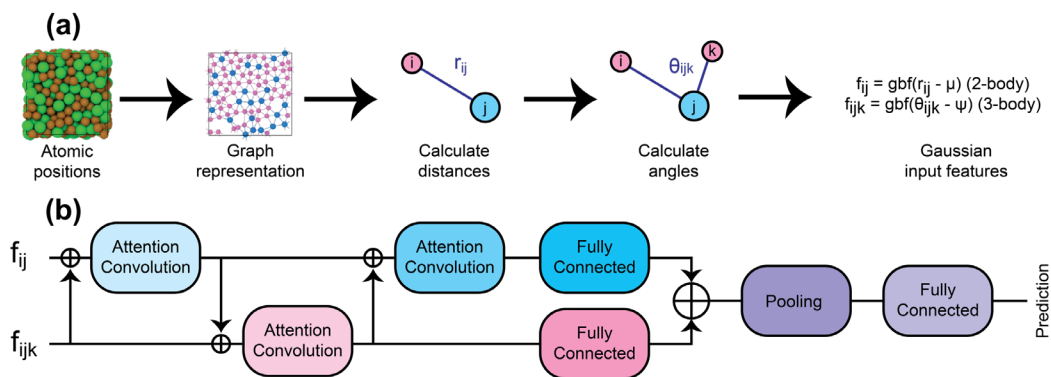 (a)
i
r_ij
j
i
k
θ_ijk
j
f_ij = gbf(r_ij - μ) (2-body)
f_ijk = gbf(θ_ijk - ψ) (3-body)
Atomic
positions
Graph
representation
Calculate
distances
Calculate
angles
Gaussian
input features
(b)
f_ij
Attention
Convolution
Attention
Convolution
Fully
Connected
f_ijk
Attention
Convolution
Fully
Connected
Pooling
Fully
Connected
Prediction